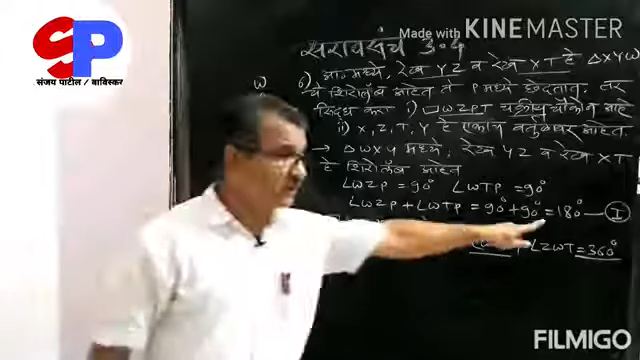 SP
संजय पाटील / बाविस्कर
Made with KINEMASTER
सरावसंच 3.4
W 6) मध्ये, रेख YZ व रेख XT हे △XYW
चे शिरोलंब आहेत ते P मध्ये छेदतात. तर
सिद्ध करा i) □WZPT चक्रीय चौकोन आहे
ii) X, Z, T, Y हे एकाच वर्तुळावर आहेत.
→ △WXY मध्ये, रेख YZ व रेख XT
हे शिरोलंब आहेत
∠WZP = 90° ∠WTP = 90°
∠WZP + ∠WTP = 90° + 90° = 180° — I
∠ZWT = 360°
FILMIGO